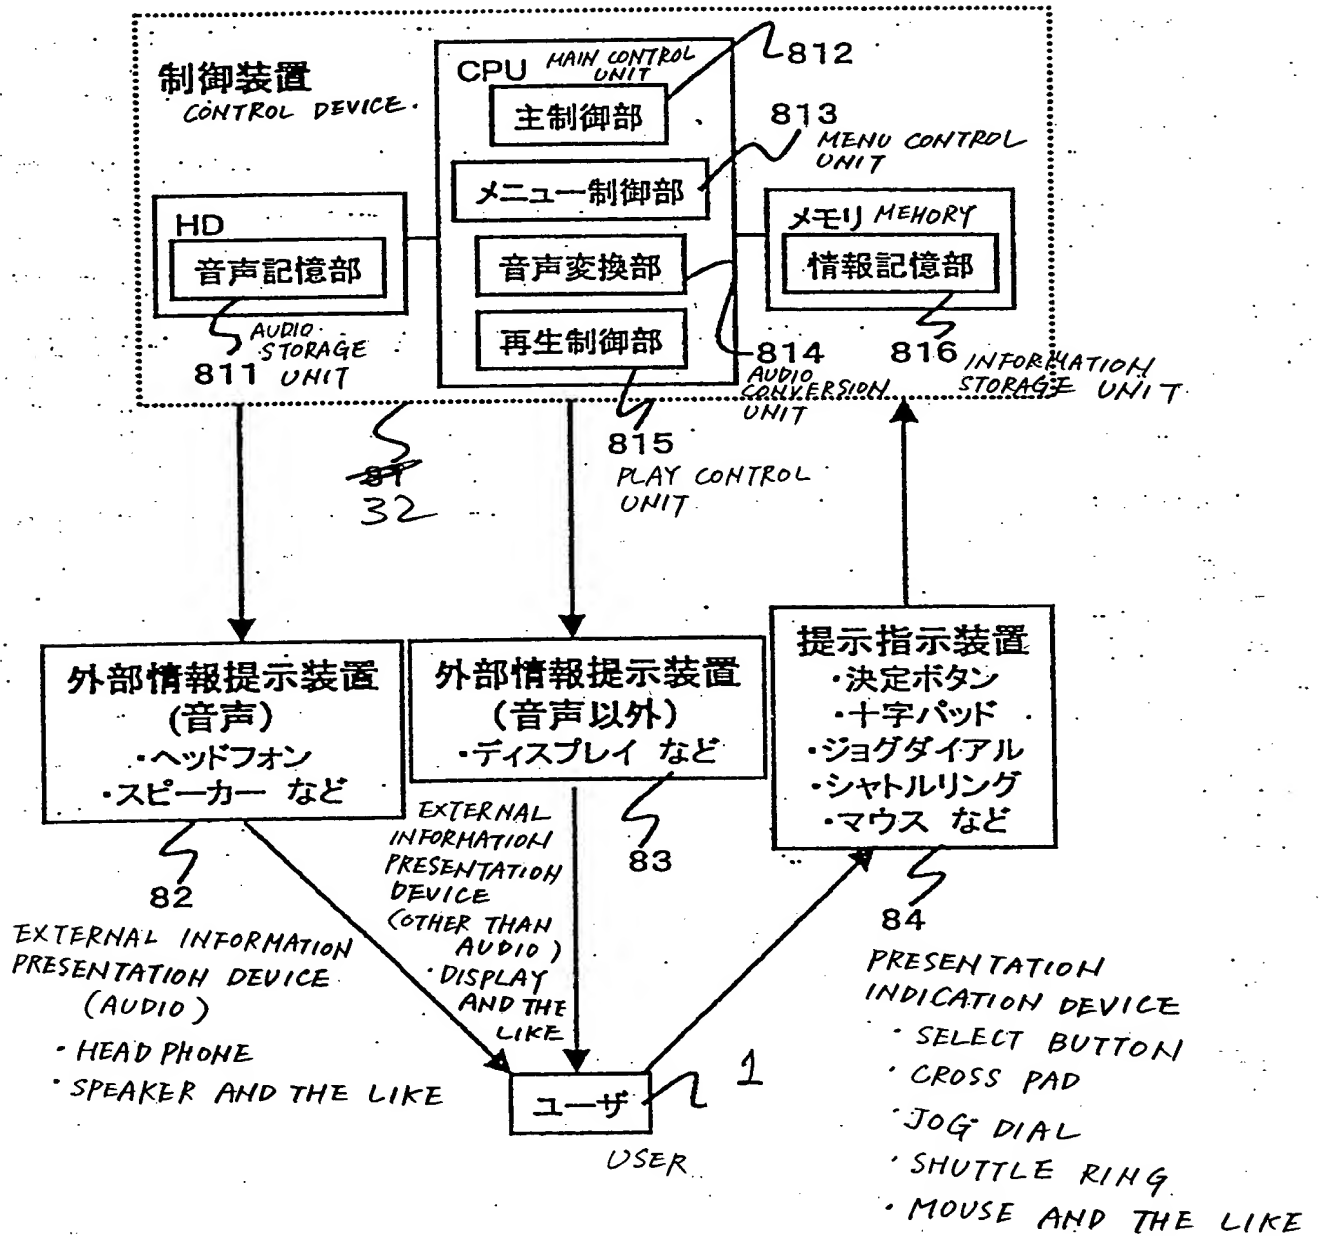 制御装置
CONTROL DEVICE.
CPU
MAIN CONTROL
UNIT
主制御部
812
813
MENU CONTROL
UNIT
メニュー制御部
HD
音声記憶部
811
AUDIO
STORAGE
UNIT
音声変換部
再生制御部
メモリ MEHORY
情報記憶部
814
AUDIO
CONVERSION
UNIT
816
INFORMATION
STORAGE UNIT
815
PLAY CONTROL
UNIT
81
32
外部情報提示装置
(音声)
・ヘッドフォン
・スピーカー など
外部情報提示装置
(音声以外)
・ディスプレイ など
提示指示装置
・決定ボタン
・十字パッド
・ジョグダイアル
・シャトルリング
・マウス など
82
EXTERNAL INFORMATION
PRESENTATION DEVICE
(AUDIO)
・HEADPHONE
・SPEAKER AND THE LIKE
EXTERNAL
INFORMATION
PRESENTATION
DEVICE
(OTHER THAN
AUDIO)
・DISPLAY
AND THE
LIKE
83
84
PRESENTATION
INDICATION DEVICE
・SELECT BUTTON
・CROSS PAD
・JOG DIAL
・SHUTTLE RING
・MOUSE AND THE LIKE
ユーザ
1
USER